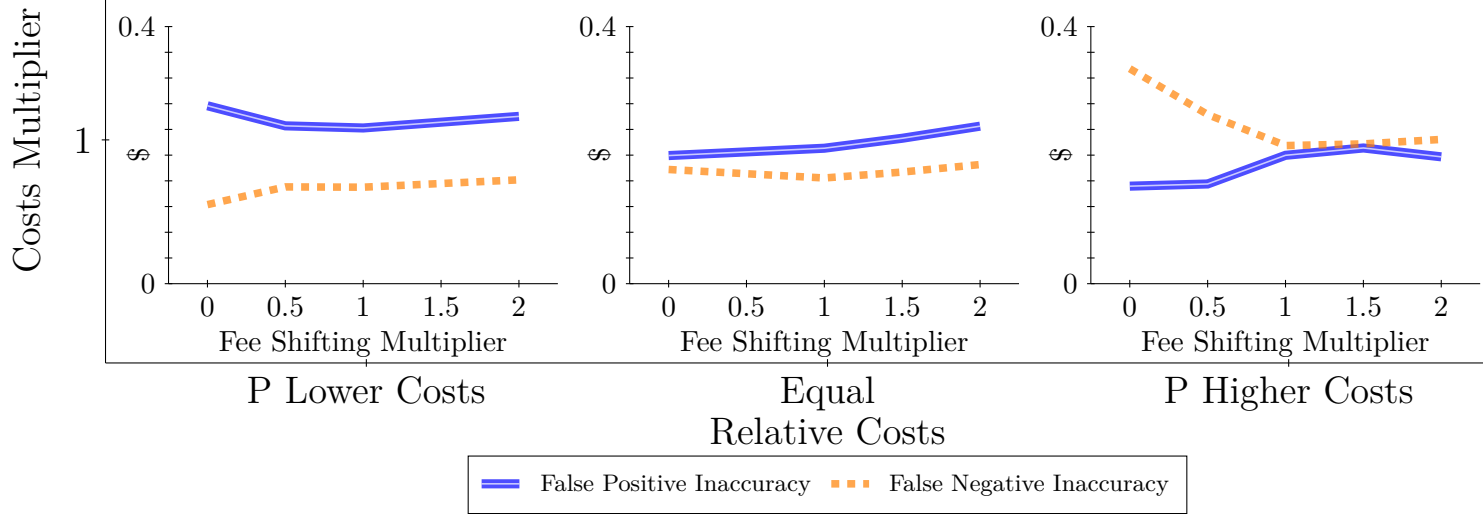 Costs Multiplier
1
0.4
$
0
0 0.5 1 1.5 2
Fee Shifting Multiplier
0.4
$
0
0 0.5 1 1.5 2
Fee Shifting Multiplier
0.4
$
0
0 0.5 1 1.5 2
Fee Shifting Multiplier
P Lower Costs
Equal
P Higher Costs
Relative Costs
False Positive Inaccuracy
False Negative Inaccuracy